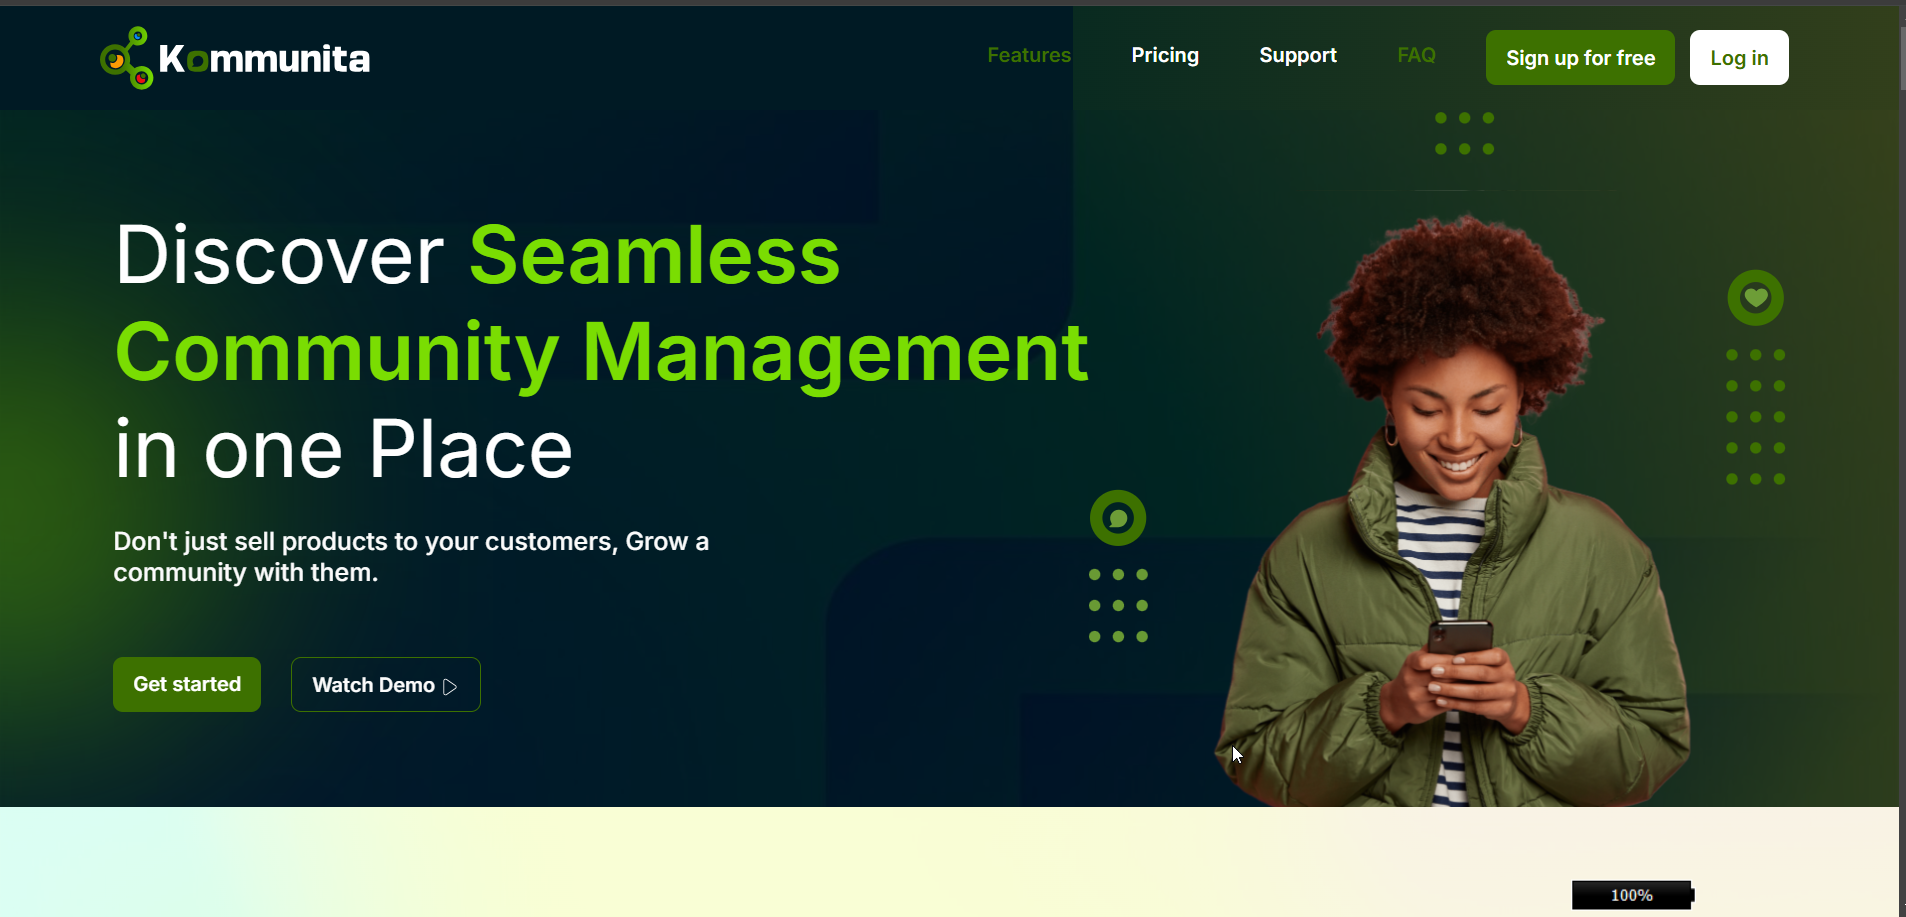 Kommunita
Features Pricing Support FAQ Sign up for free Log in
Discover Seamless
Community Management
in one Place
Don't just sell products to your customers, Grow a
community with them.
Get started Watch Demo
100%